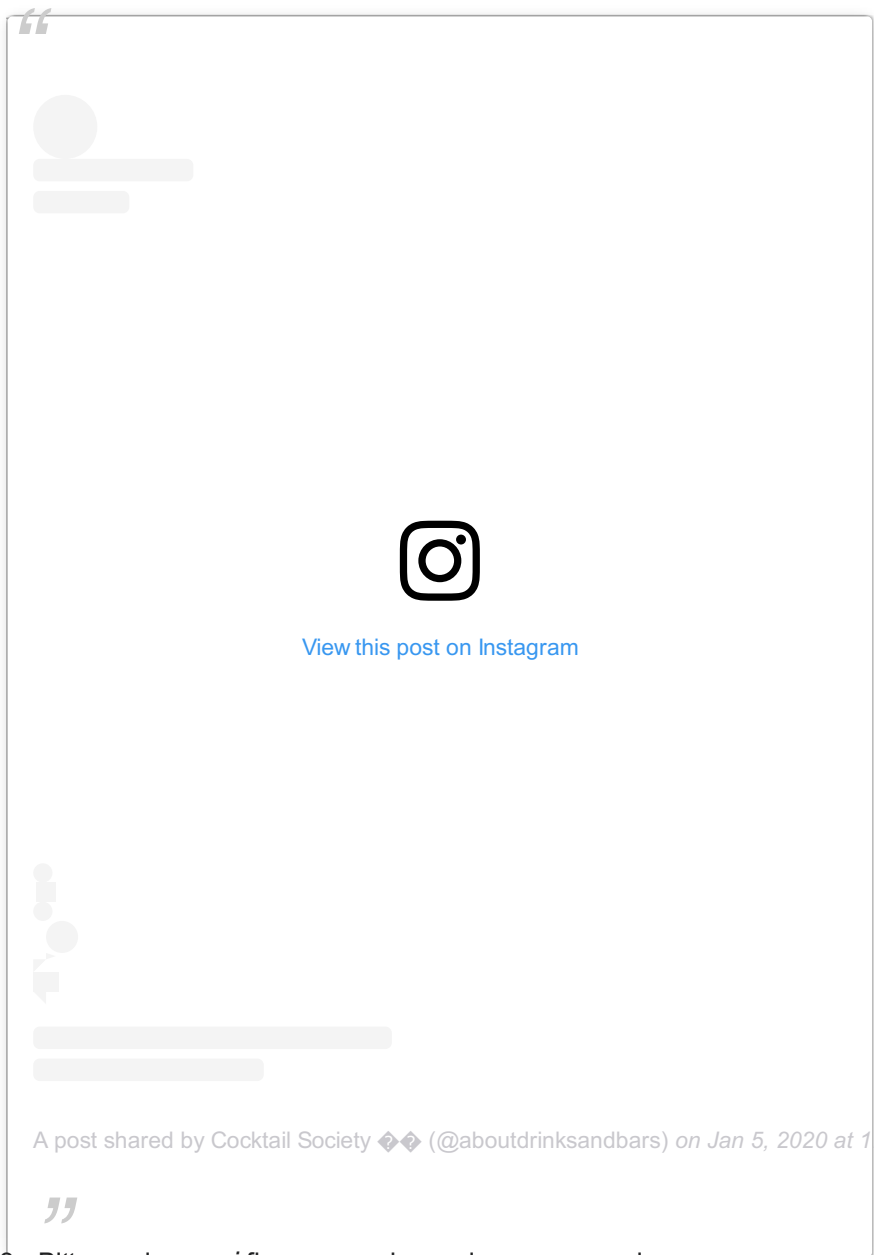 “
View this post on Instagram
A post shared by Cocktail Society �� (@aboutdrinksandbars) on Jan 5, 2020 at 1
”